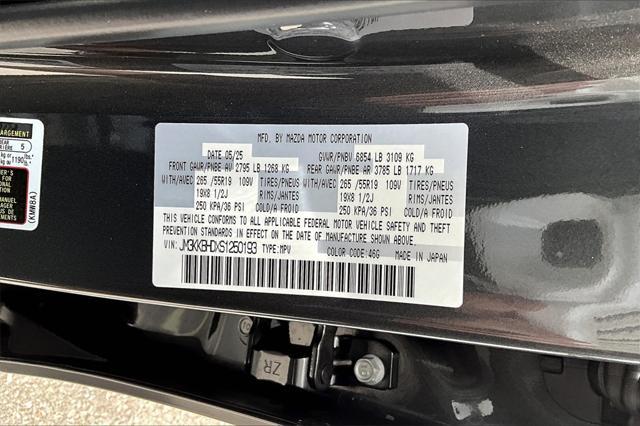 MFD. BY MAZDA MOTOR CORPORATION
DATE 05/25 GVWR/PNBV 6854 LB 3109 KG
FRONT GAWR/PNBE AV 2795 LB 1268 KG REAR GAWR/PNBE AR 3785 LB 1717 KG
WITH/AVEC 265/55R19 109V TIRES/PNEUS WITH/AVEC 265/55R19 109V TIRES/PNEUS
19X8 1/2J RIMS/JANTES 19X8 1/2J RIMS/JANTES
250 KPA/36 PSI COLD/A FROID 250 KPA/36 PSI COLD/A FROID
THIS VEHICLE CONFORMS TO ALL APPLICABLE FEDERAL MOTOR VEHICLE SAFETY AND THEFT
PREVENTION STANDARDS IN EFFECT ON THE DATE OF MANUFACTURE SHOWN ABOVE.
VIN: JM3KKBHDXS1250193 TYPE: MPV COLOR CODE: 46G MADE IN JAPAN
5
(KMW8A)
ZR